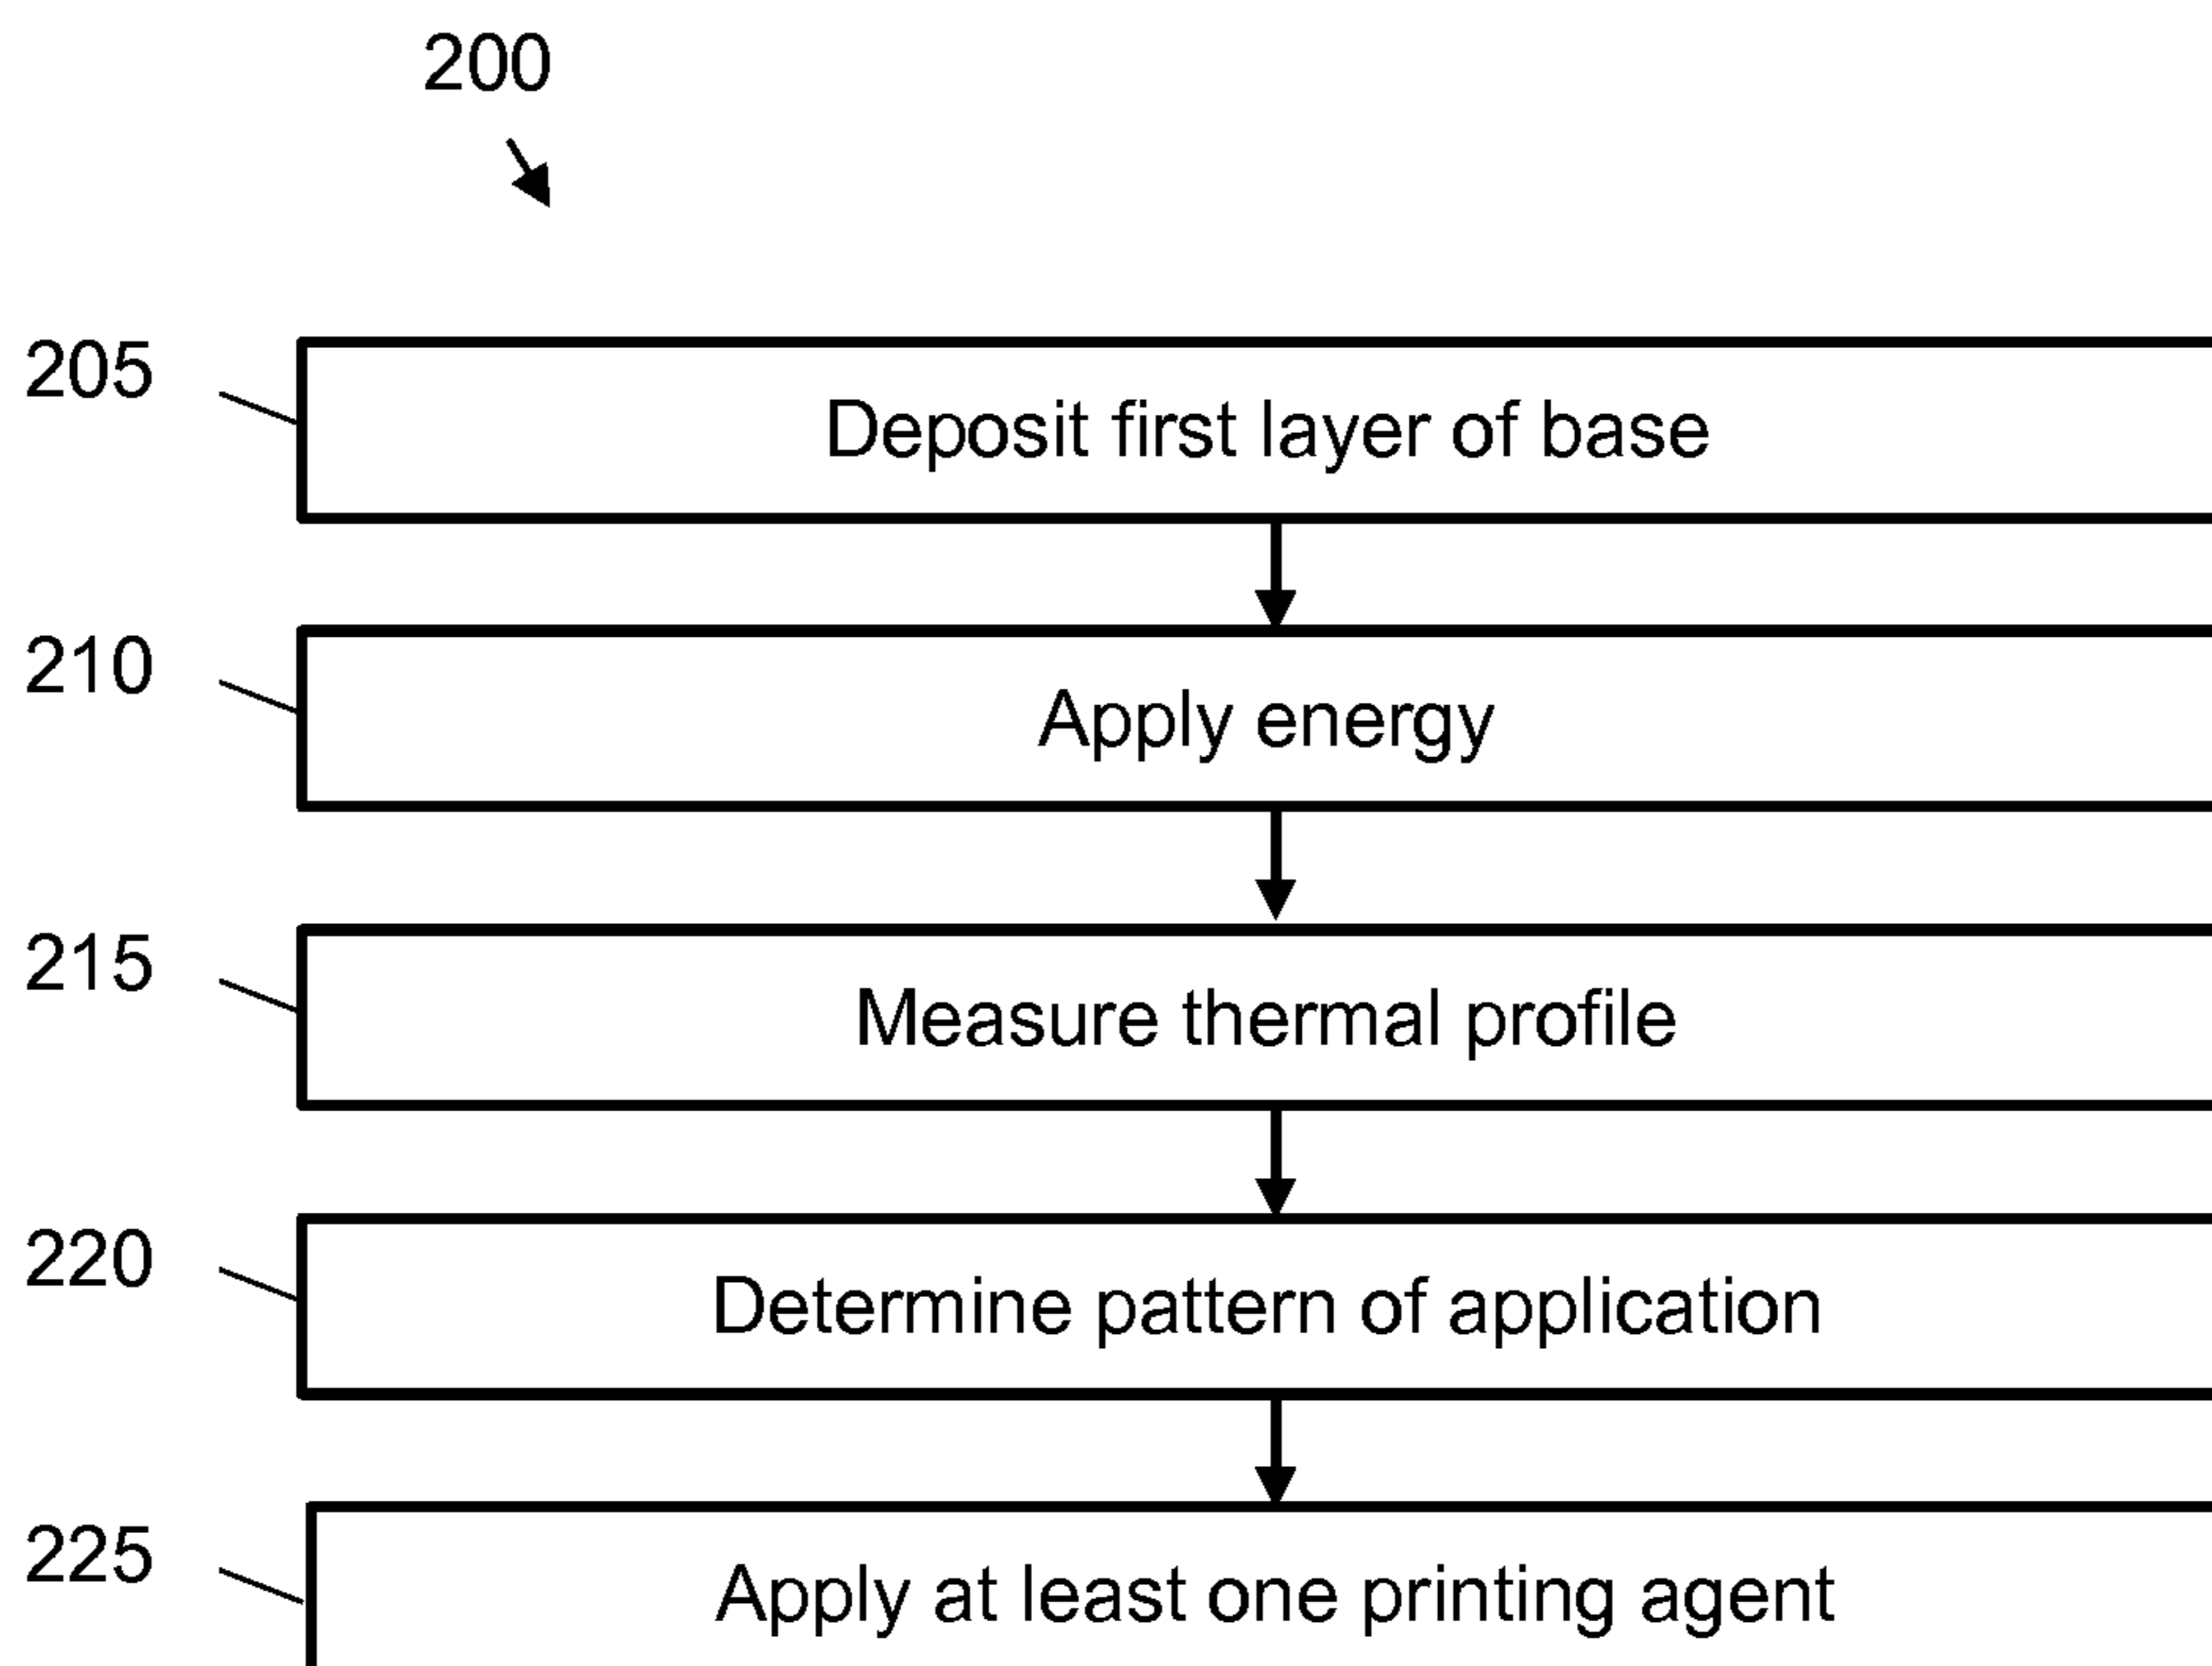 200
205
Deposit first layer of base
210
Apply energy
215
Measure thermal profile
220
Determine pattern of application
225
Apply at least one printing agent